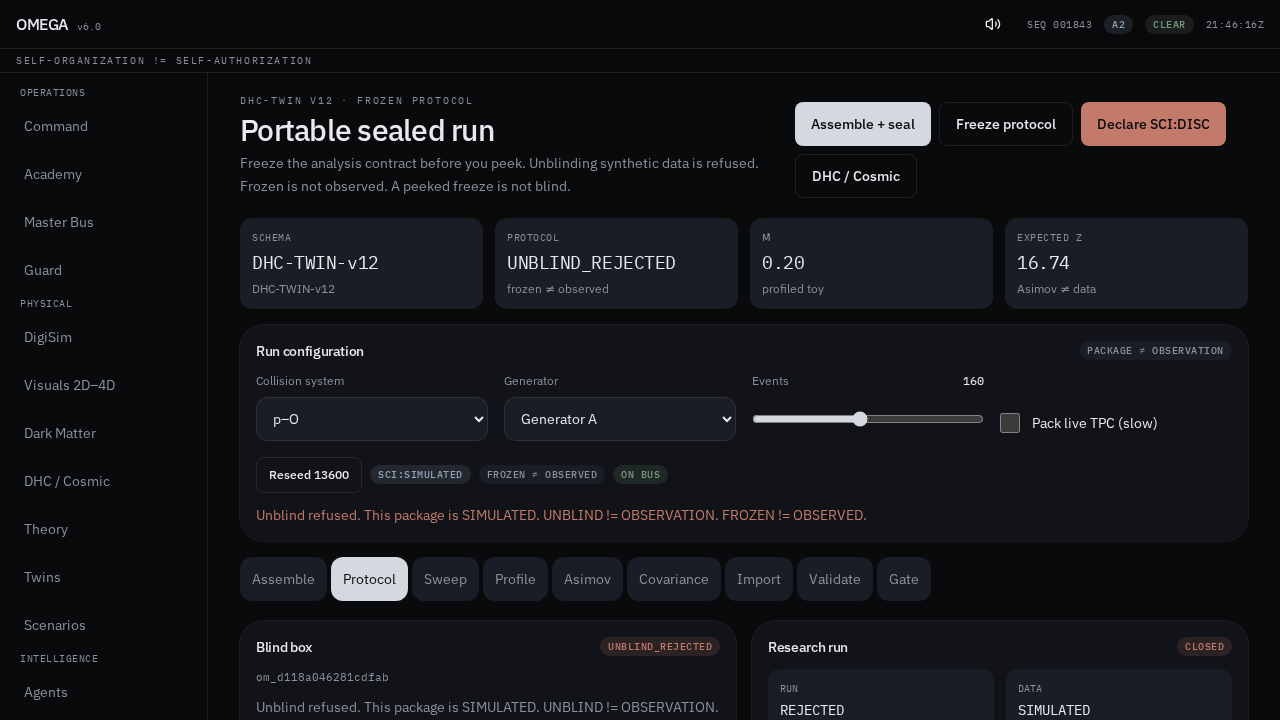 OMEGA v6.0
SEQ 001843 A2 CLEAR 21:46:16Z
SELF-ORGANIZATION != SELF-AUTHORIZATION
OPERATIONS
Command
Academy
Master Bus
Guard
PHYSICAL
DigiSim
Visuals 2D–4D
Dark Matter
DHC / Cosmic
Theory
Twins
Scenarios
INTELLIGENCE
Agents
DHC-TWIN V12 · FROZEN PROTOCOL
Portable sealed run
Freeze the analysis contract before you peek. Unblinding synthetic data is refused.
Frozen is not observed. A peeked freeze is not blind.
Assemble + seal
Freeze protocol
Declare SCI:DISC
DHC / Cosmic
SCHEMA
DHC-TWIN-v12
DHC-TWIN-v12
PROTOCOL
UNBLIND_REJECTED
frozen ≠ observed
0.20
profiled toy
EXPECTED Z
16.74
Asimov ≠ data
Run configuration
PACKAGE ≠ OBSERVATION
Collision system
p–O
Generator
Generator A
Events 160
Pack live TPC (slow)
Reseed 13600
SCI:SIMULATED
FROZEN ≠ OBSERVED
ON BUS
Unblind refused. This package is SIMULATED. UNBLIND != OBSERVATION. FROZEN != OBSERVED.
Assemble
Protocol
Sweep
Profile
Asimov
Covariance
Import
Validate
Gate
Blind box
UNBLIND_REJECTED
om_d118a046281cdfab
Unblind refused. This package is SIMULATED. UNBLIND != OBSERVATION.
Research run
CLOSED
RUN
REJECTED
DATA
SIMULATED